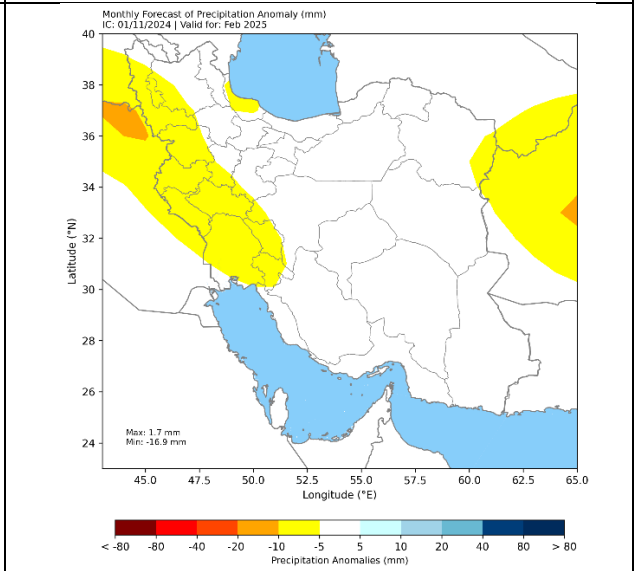 Monthly Forecast of Precipitation Anomaly (mm)
IC: 01/11/2024 | Valid for: Feb 2025
40
38
36
34
32
30
28
26
24
Latitude (°N)
Max: 1.7 mm
Min: -16.9 mm
45.0 47.5 50.0 52.5 55.0 57.5 60.0 62.5 65.0
Longitude (°E)
< -80 -80 -40 -20 -10 -5 5 10 20 40 80 > 80
Precipitation Anomalies (mm)